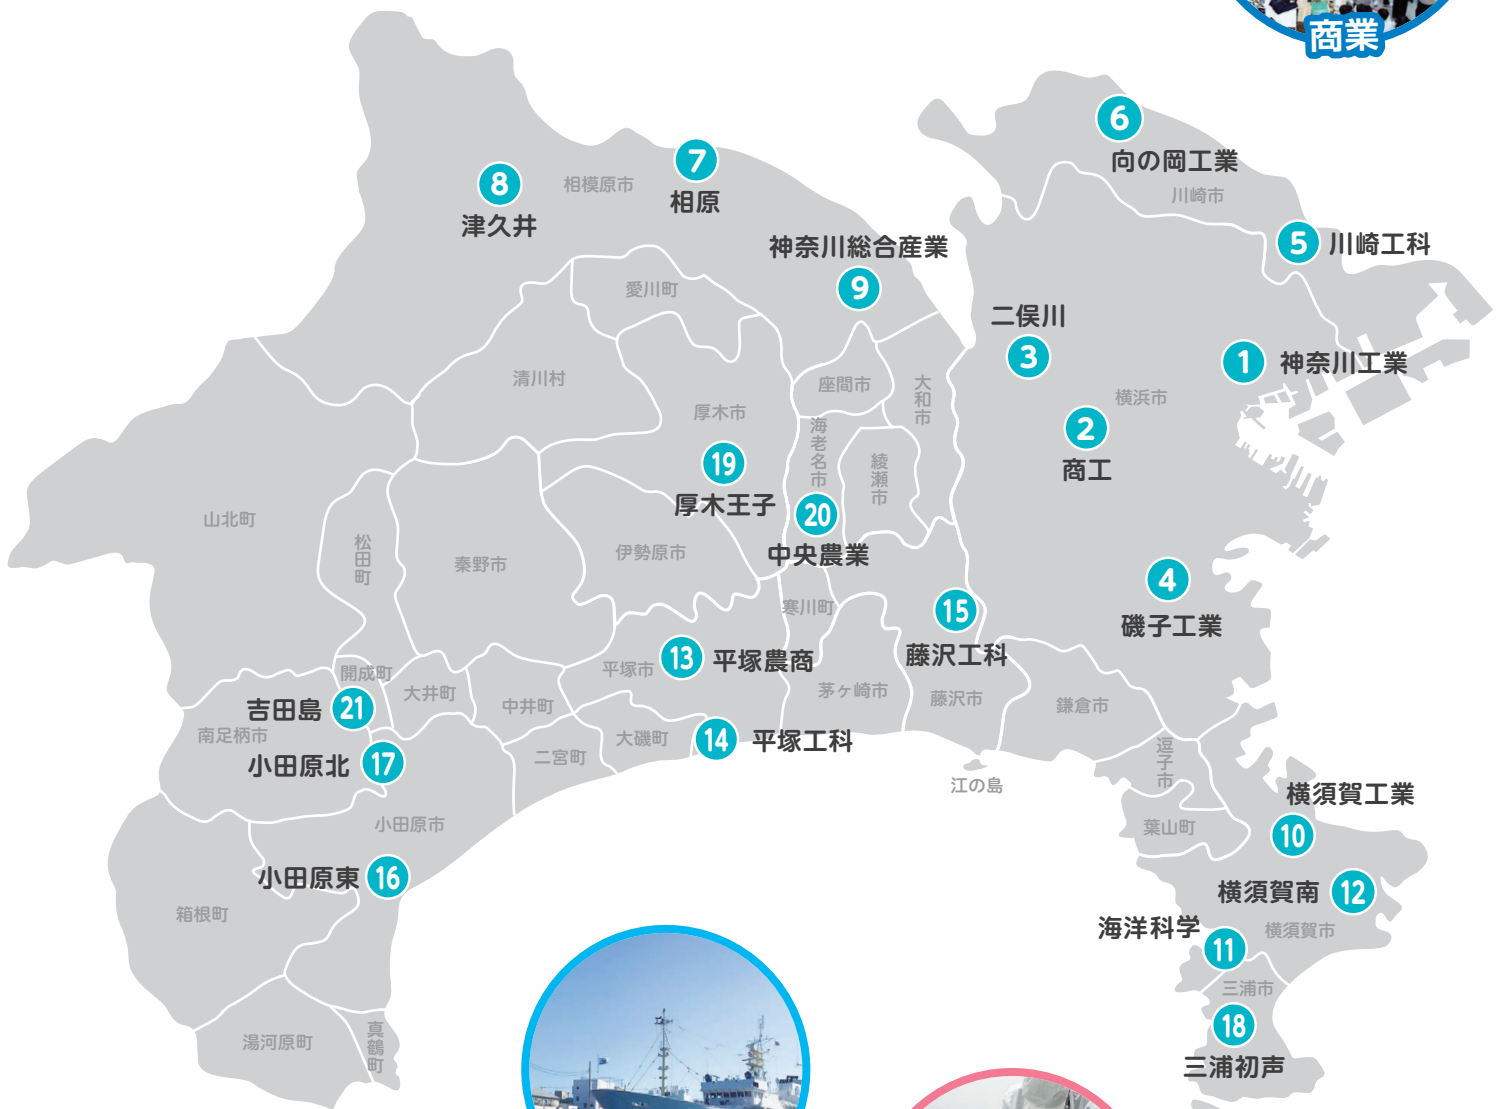 商業
6
向の岡工業
川崎市
7
相原
8
相模原市
津久井
5
川崎工科
神奈川総合産業
9
愛川町
二俣川
3
1
神奈川工業
清川村
座間市
大和市
横浜市
厚木市
2
商工
海老名市
綾瀬市
19
厚木王子
20
中央農業
山北町
松田町
秦野市
伊勢原市
4
磯子工業
寒川町
15
藤沢工科
平塚市
13
平塚農商
開成町
大井町
中井町
茅ヶ崎市
藤沢市
鎌倉市
吉田島
21
南足柄市
小田原北
17
大磯町
14
平塚工科
二宮町
逗子市
江の島
横須賀工業
10
小田原市
葉山町
小田原東
16
横須賀南
12
箱根町
海洋科学
11
横須賀市
三浦市
18
三浦初声
湯河原町
真鶴町